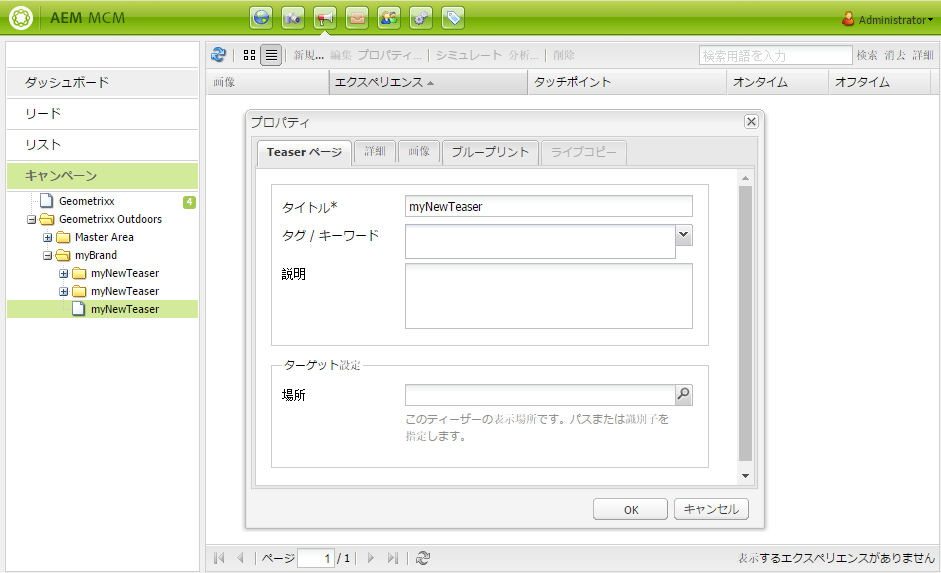 AEM MCM
Administrator
ダッシュボード
リード
リスト
キャンペーン
Geometrixx 4
Geometrixx Outdoors
Master Area
myBrand
myNewTeaser
myNewTeaser
myNewTeaser
新規... 編集 プロパティ... シミュレート 分析... 削除 検索用語を入力 検索 消去 詳細
画像 エクスペリエンス タッチポイント オンタイム オフタイム
プロパティ
Teaser ページ 詳細 画像 ブループリント ライブコピー
タイトル* myNewTeaser
タグ / キーワード
説明
ターゲット設定
場所
このティーザーの表示場所です。パスまたは識別子を
指定します。
OK キャンセル
ページ 1 / 1 表示するエクスペリエンスがありません